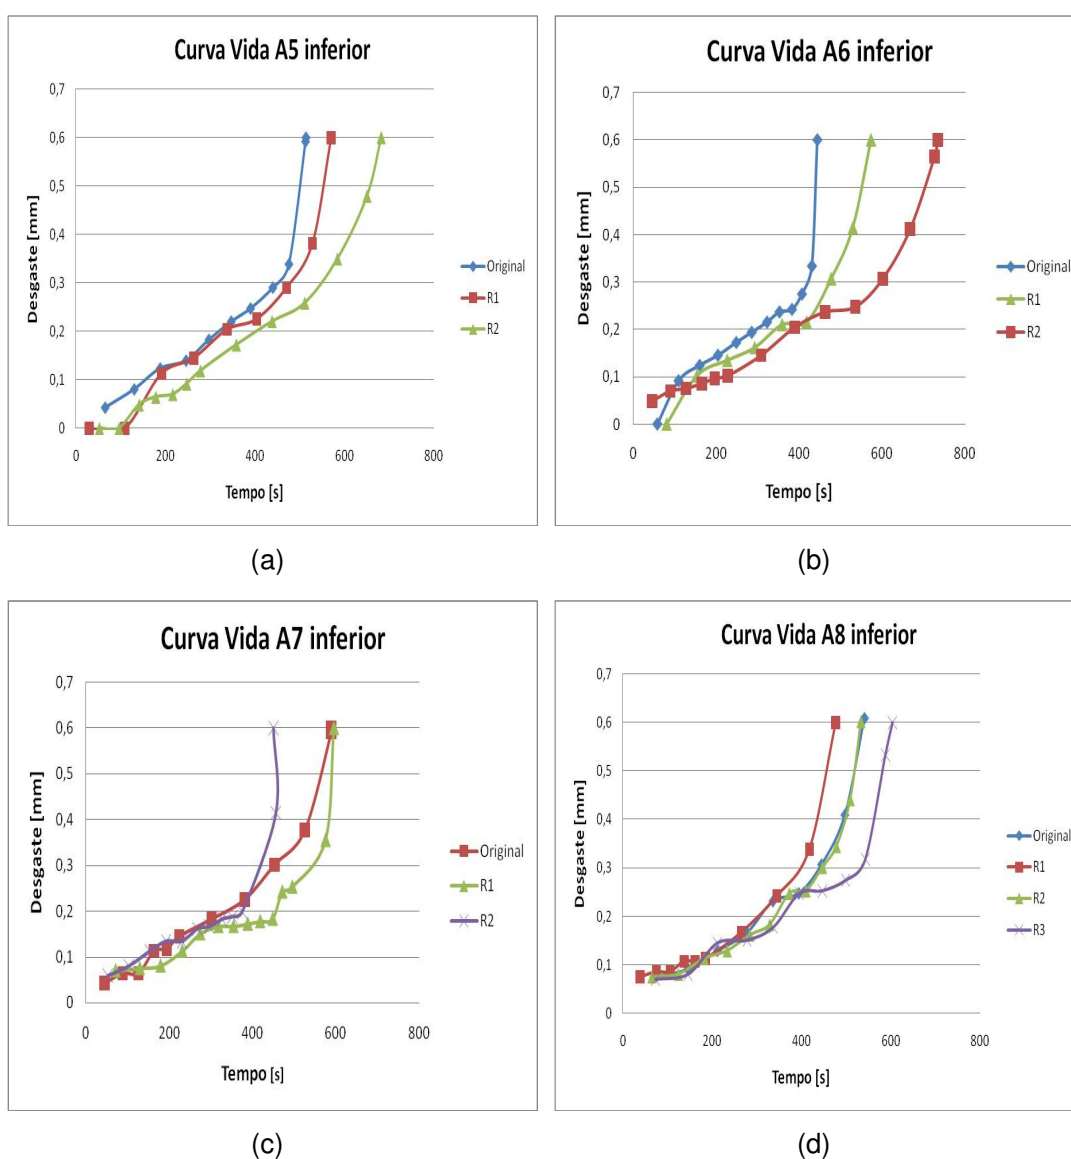 Curva Vida A5 inferior
0,7
0,6
0,5
0,4
0,3
0,2
0,1
0
Desgaste [mm]
0 200 400 600 800
Tempo [s]
Original
R1
R2
(a)
Curva Vida A6 inferior
0,7
0,6
0,5
0,4
0,3
0,2
0,1
0
Desgaste [mm]
0 200 400 600 800
Tempo [s]
Original
R1
R2
(b)
Curva Vida A7 inferior
0,7
0,6
0,5
0,4
0,3
0,2
0,1
0
Desgaste [mm]
0 200 400 600 800
Tempo [s]
Original
R1
R2
(c)
Curva Vida A8 inferior
0,7
0,6
0,5
0,4
0,3
0,2
0,1
0
Desgaste [mm]
0 200 400 600 800
Tempo [s]
Original
R1
R2
R3
(d)